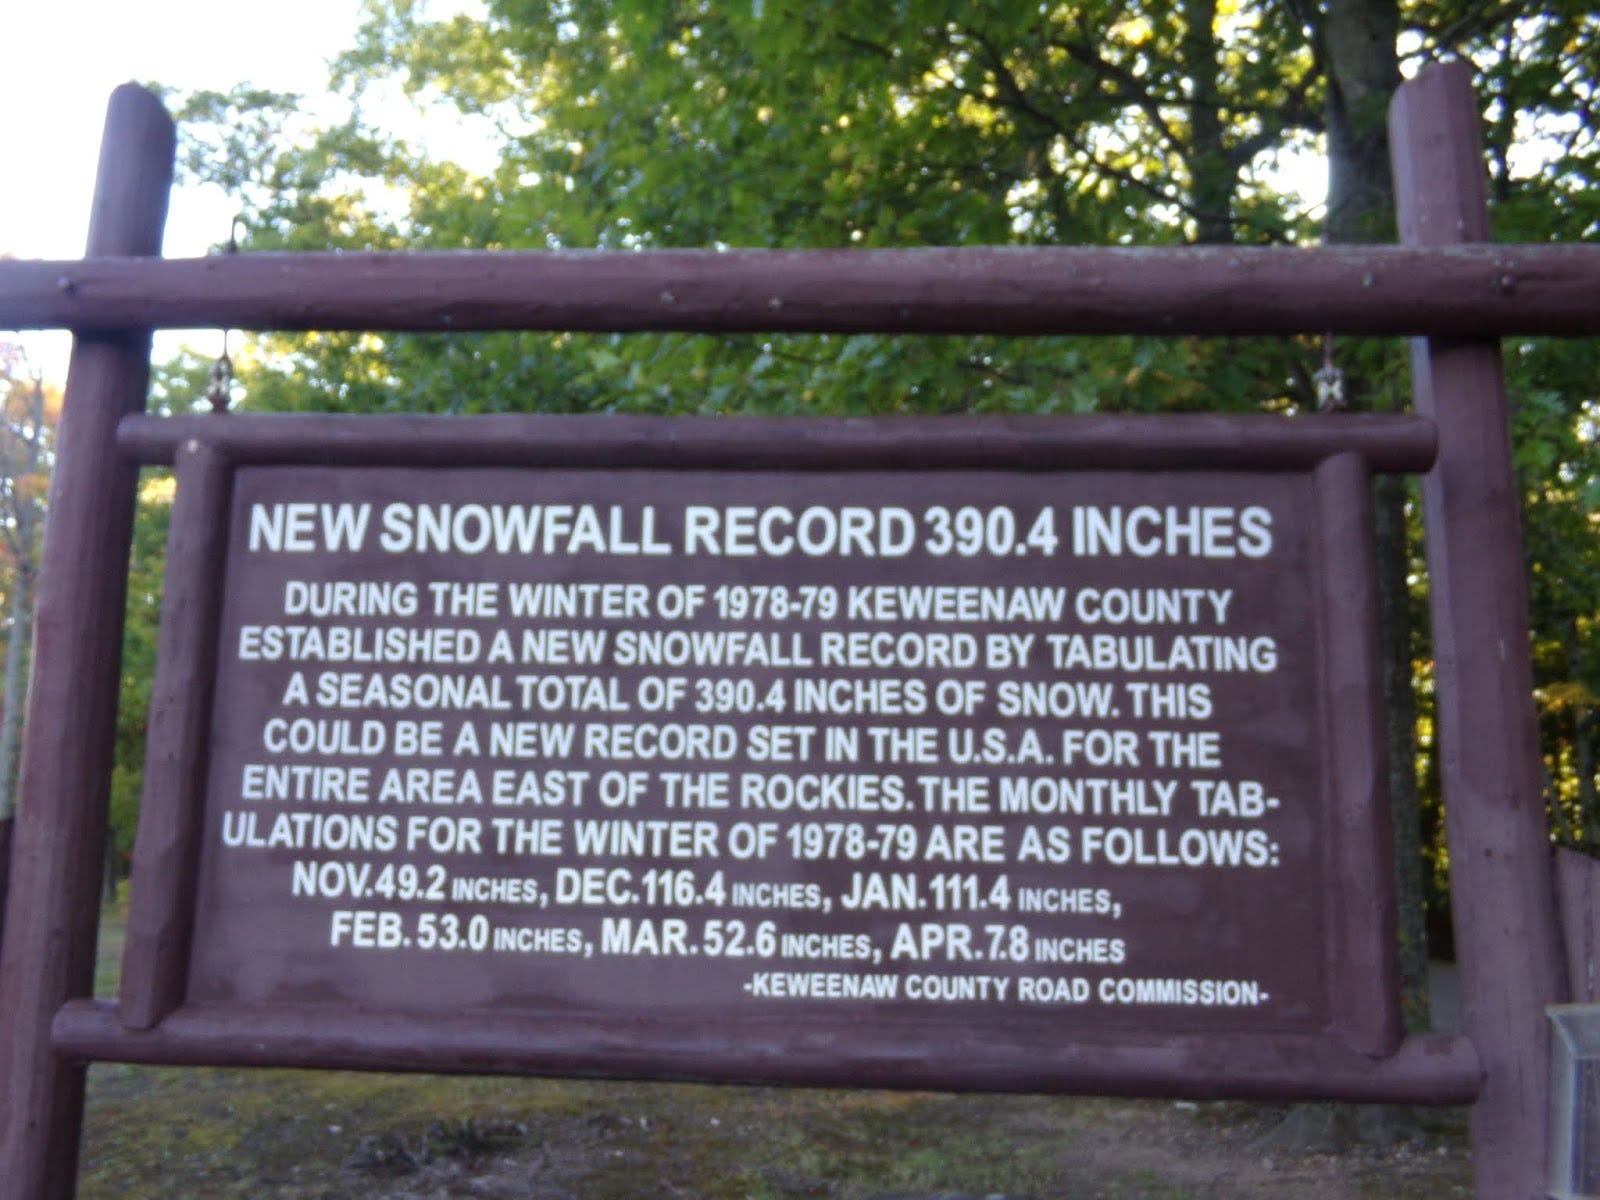 NEW SNOWFALL RECORD 390.4 INCHES
DURING THE WINTER OF 1978-79 KEWEENAW COUNTY
ESTABLISHED A NEW SNOWFALL RECORD BY TABULATING
A SEASONAL TOTAL OF 390.4 INCHES OF SNOW. THIS
COULD BE A NEW RECORD SET IN THE U.S.A. FOR THE
ENTIRE AREA EAST OF THE ROCKIES. THE MONTHLY TAB-
ULATIONS FOR THE WINTER OF 1978-79 ARE AS FOLLOWS:
NOV. 49.2 INCHES, DEC. 116.4 INCHES, JAN. 111.4 INCHES,
FEB. 53.0 INCHES, MAR. 52.6 INCHES, APR. 7.8 INCHES
-KEWEENAW COUNTY ROAD COMMISSION-